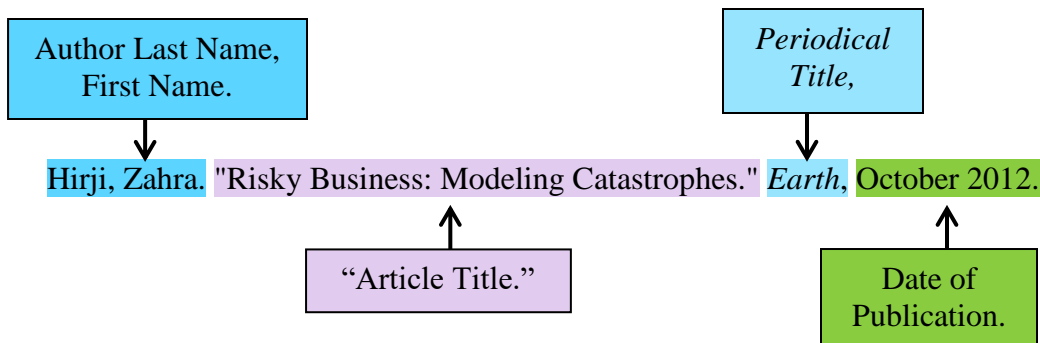 Author Last Name,
First Name.
Periodical
Title,
Hirji, Zahra. "Risky Business: Modeling Catastrophes." Earth, October 2012.
“Article Title.”
Date of
Publication.